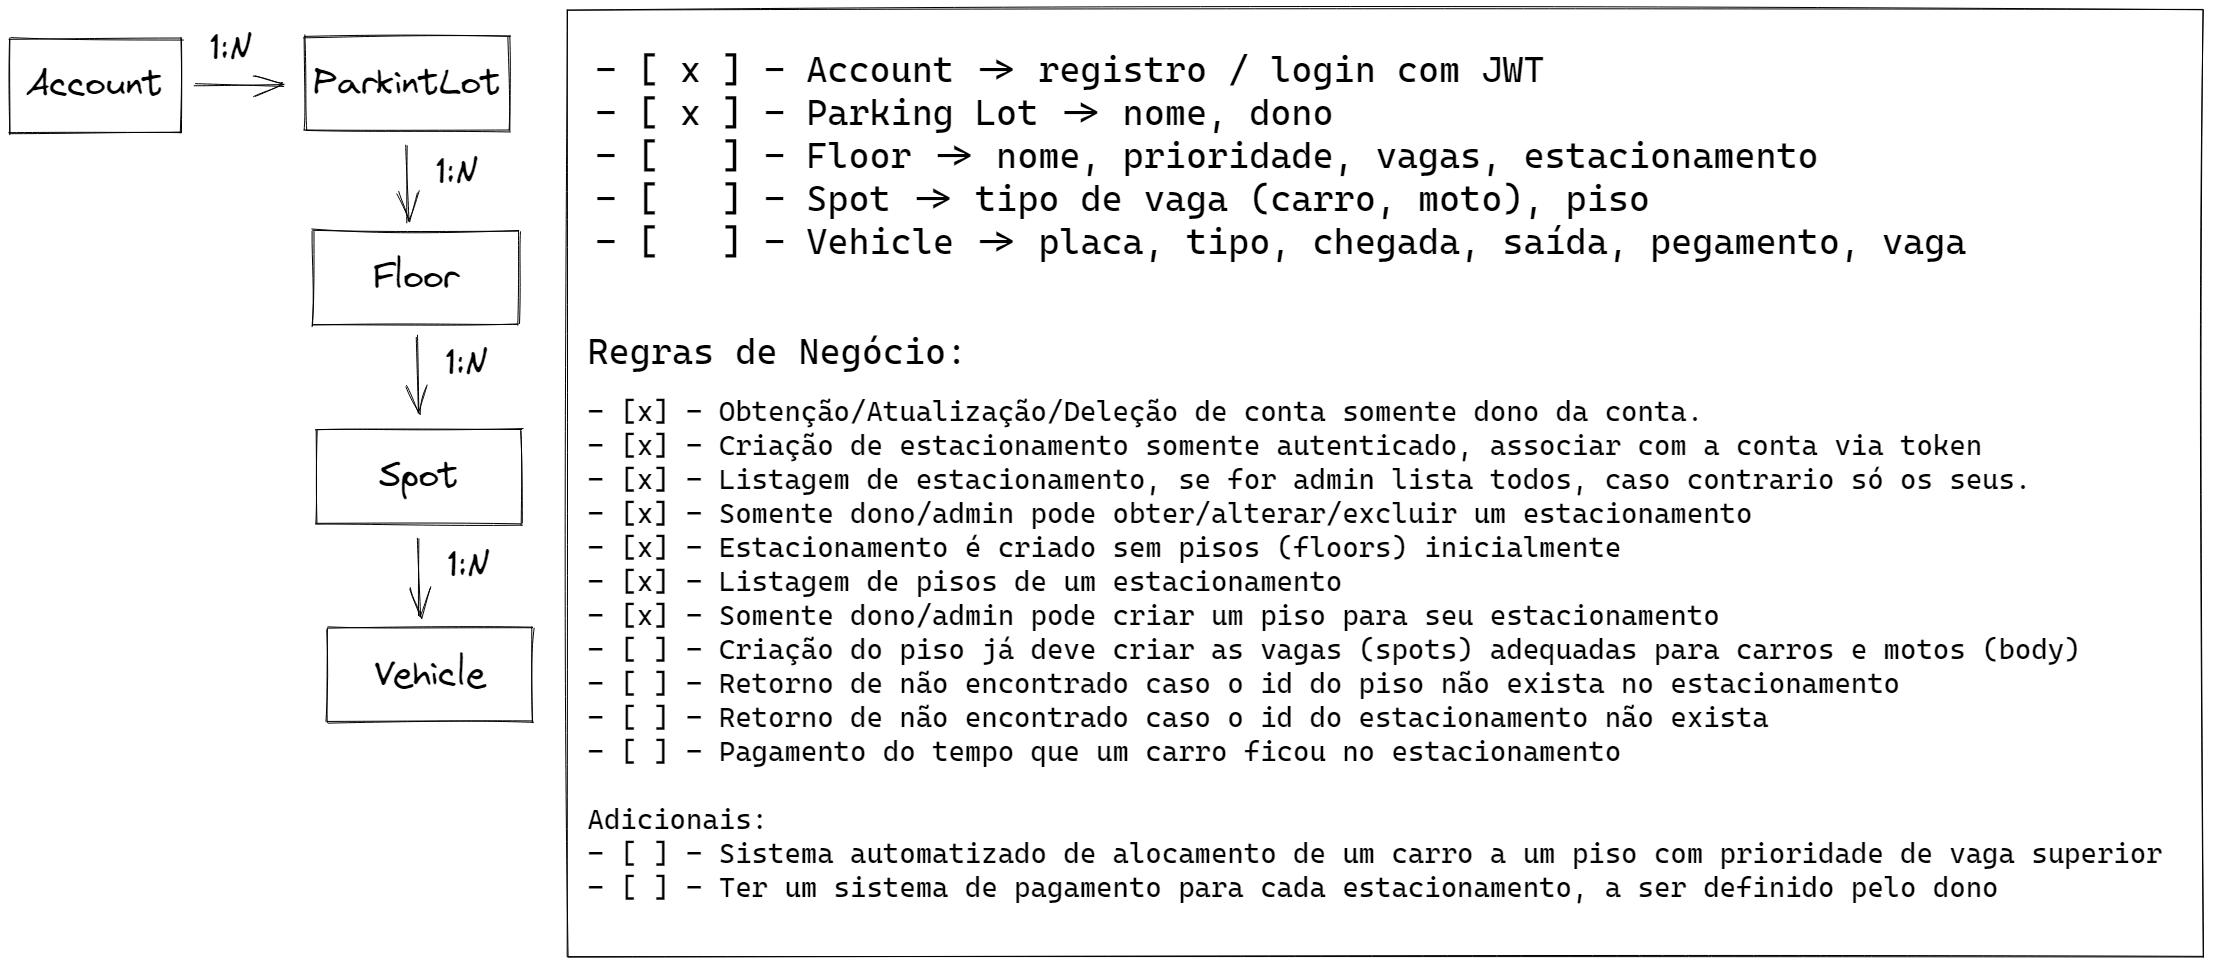 Account
1:N
ParkintLot
1:N
Floor
1:N
Spot
1:N
Vehicle
- [ x ] - Account -> registro / login com JWT
- [ x ] - Parking Lot -> nome, dono
- [   ] - Floor -> nome, prioridade, vagas, estacionamento
- [   ] - Spot -> tipo de vaga (carro, moto), piso
- [   ] - Vehicle -> placa, tipo, chegada, saída, pegamento, vaga
Regras de Negócio:
- [x] - Obtenção/Atualização/Deleção de conta somente dono da conta.
- [x] - Criação de estacionamento somente autenticado, associar com a conta via token
- [x] - Listagem de estacionamento, se for admin lista todos, caso contrario só os seus.
- [x] - Somente dono/admin pode obter/alterar/excluir um estacionamento
- [x] - Estacionamento é criado sem pisos (floors) inicialmente
- [x] - Listagem de pisos de um estacionamento
- [x] - Somente dono/admin pode criar um piso para seu estacionamento
- [ ] - Criação do piso já deve criar as vagas (spots) adequadas para carros e motos (body)
- [ ] - Retorno de não encontrado caso o id do piso não exista no estacionamento
- [ ] - Retorno de não encontrado caso o id do estacionamento não exista
- [ ] - Pagamento do tempo que um carro ficou no estacionamento
Adicionais:
- [ ] - Sistema automatizado de alocamento de um carro a um piso com prioridade de vaga superior
- [ ] - Ter um sistema de pagamento para cada estacionamento, a ser definido pelo dono